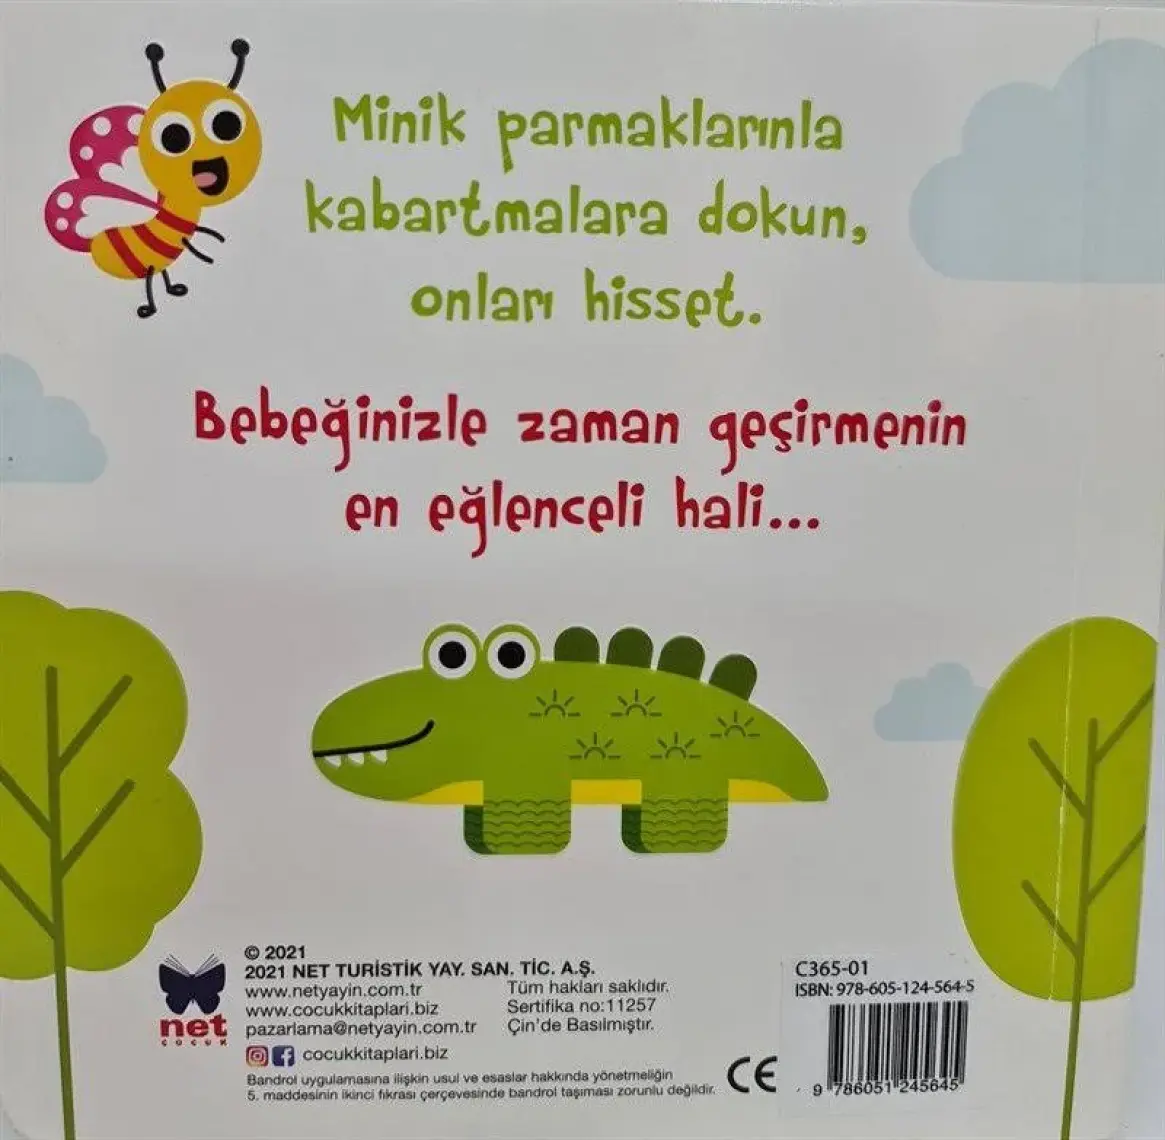 Minik parmaklarınla
kabartmalara dokun,
onları hisset.
Bebeğinizle zaman geçirmenin
en eğlenceli hali...
© 2021
2021 NET TURİSTİK YAY. SAN. TİC. A.Ş.
www.netyayin.com.tr
www.cocukkitaplari.biz
pazarlama@netyayin.com.tr
Tüm hakları saklıdır.
Sertifika no:11257
Çin'de Basılmıştır.
net
ÇOCUK
cocukkitaplari.biz
Bandrol uygulamasına ilişkin usul ve esaslar hakkında yönetmeliğin
5. maddesinin ikinci fıkrası çerçevesinde bandrol taşıması zorunlu değildir.
CE
C365-01
ISBN: 978-605-124-564-5
9 786051 245645